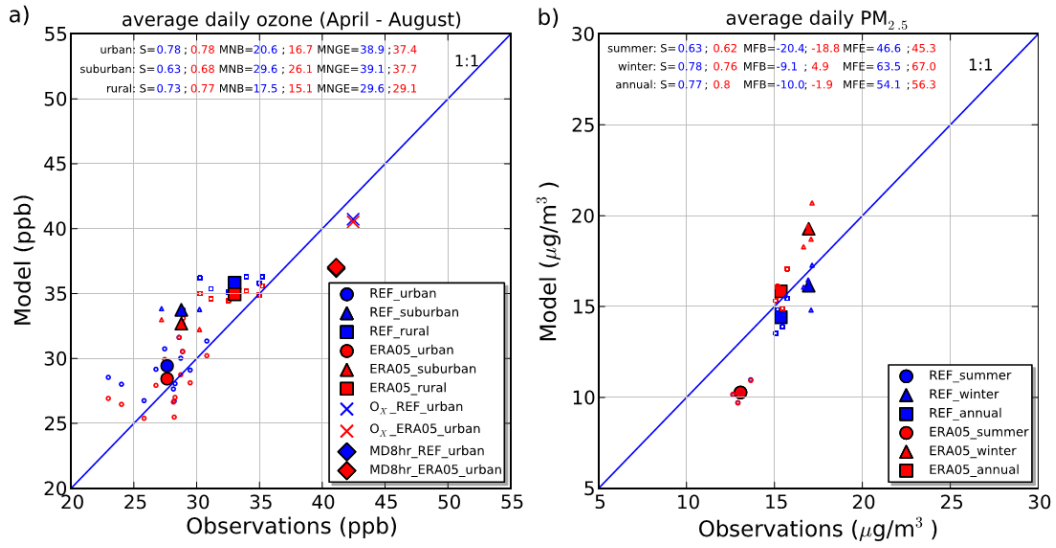 a)
average daily ozone (April - August)
urban: S=0.78 ; 0.78 MNB=20.6 ; 16.7 MNGE=38.9 ; 37.4
suburban: S=0.63 ; 0.68 MNB=29.6 ; 26.1 MNGE=39.1 ; 37.7
rural: S=0.73 ; 0.77 MNB=17.5 ; 15.1 MNGE=29.6 ; 29.1
1:1
55
50
45
40
35
30
25
20
Model (ppb)
REF_urban
REF_suburban
REF_rural
ERA05_urban
ERA05_suburban
ERA05_rural
OX_REF_urban
OX_ERA05_urban
MD8hr_REF_urban
MD8hr_ERA05_urban
20 25 30 35 40 45 50 55
Observations (ppb)
b)
average daily PM2.5
summer: S=0.63 ; 0.62 MFB=-20.4 ; -18.8 MFE=46.6 ; 45.3
winter: S=0.78 ; 0.76 MFB=-9.1 ; 4.9 MFE=63.5 ; 67.0
annual: S=0.77 ; 0.8 MFB=-10.0 ; -1.9 MFE=54.1 ; 56.3
1:1
30
25
20
15
10
5
Model (μg/m³ )
REF_summer
REF_winter
REF_annual
ERA05_summer
ERA05_winter
ERA05_annual
5 10 15 20 25 30
Observations (μg/m³ )